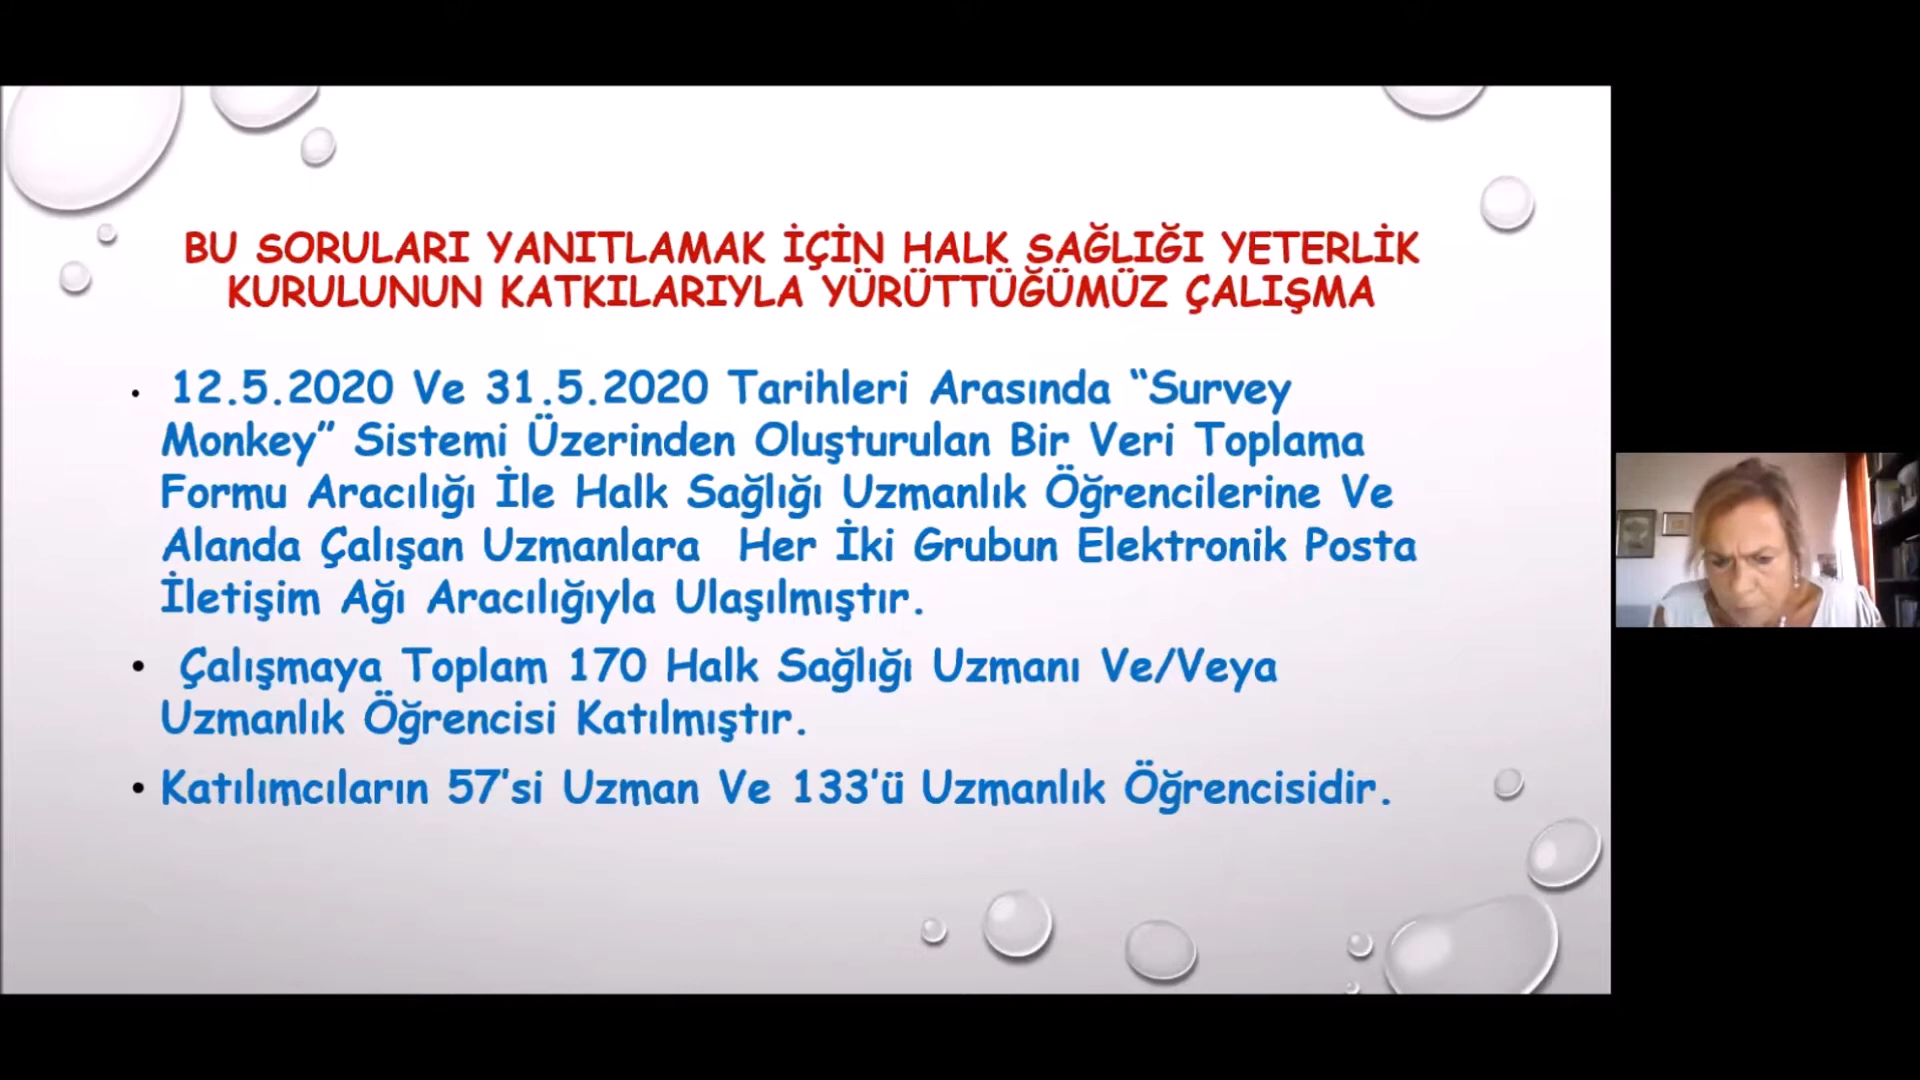 BU SORULARI YANITLAMAK İÇİN HALK SAĞLIĞI YETERLİK
KURULUNUN KATKILARIYLA YÜRÜTTÜĞÜMÜZ ÇALIŞMA
• 12.5.2020 Ve 31.5.2020 Tarihleri Arasında “Survey
Monkey” Sistemi Üzerinden Oluşturulan Bir Veri Toplama
Formu Aracılığı İle Halk Sağlığı Uzmanlık Öğrencilerine Ve
Alanda Çalışan Uzmanlara Her İki Grubun Elektronik Posta
İletişim Ağı Aracılığıyla Ulaşılmıştır.
• Çalışmaya Toplam 170 Halk Sağlığı Uzmanı Ve/Veya
Uzmanlık Öğrencisi Katılmıştır.
• Katılımcıların 57’si Uzman Ve 133’ü Uzmanlık Öğrencisidir.